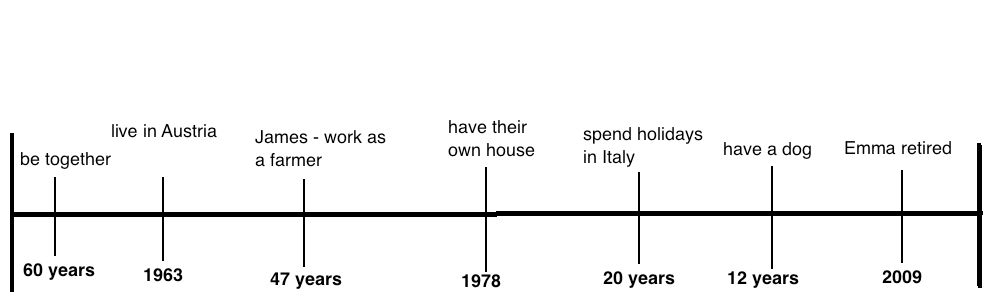 be together
live in Austria
James - work as
a farmer
have their
own house
spend holidays
in Italy
have a dog
Emma retired
60 years
1963
47 years
1978
20 years
12 years
2009